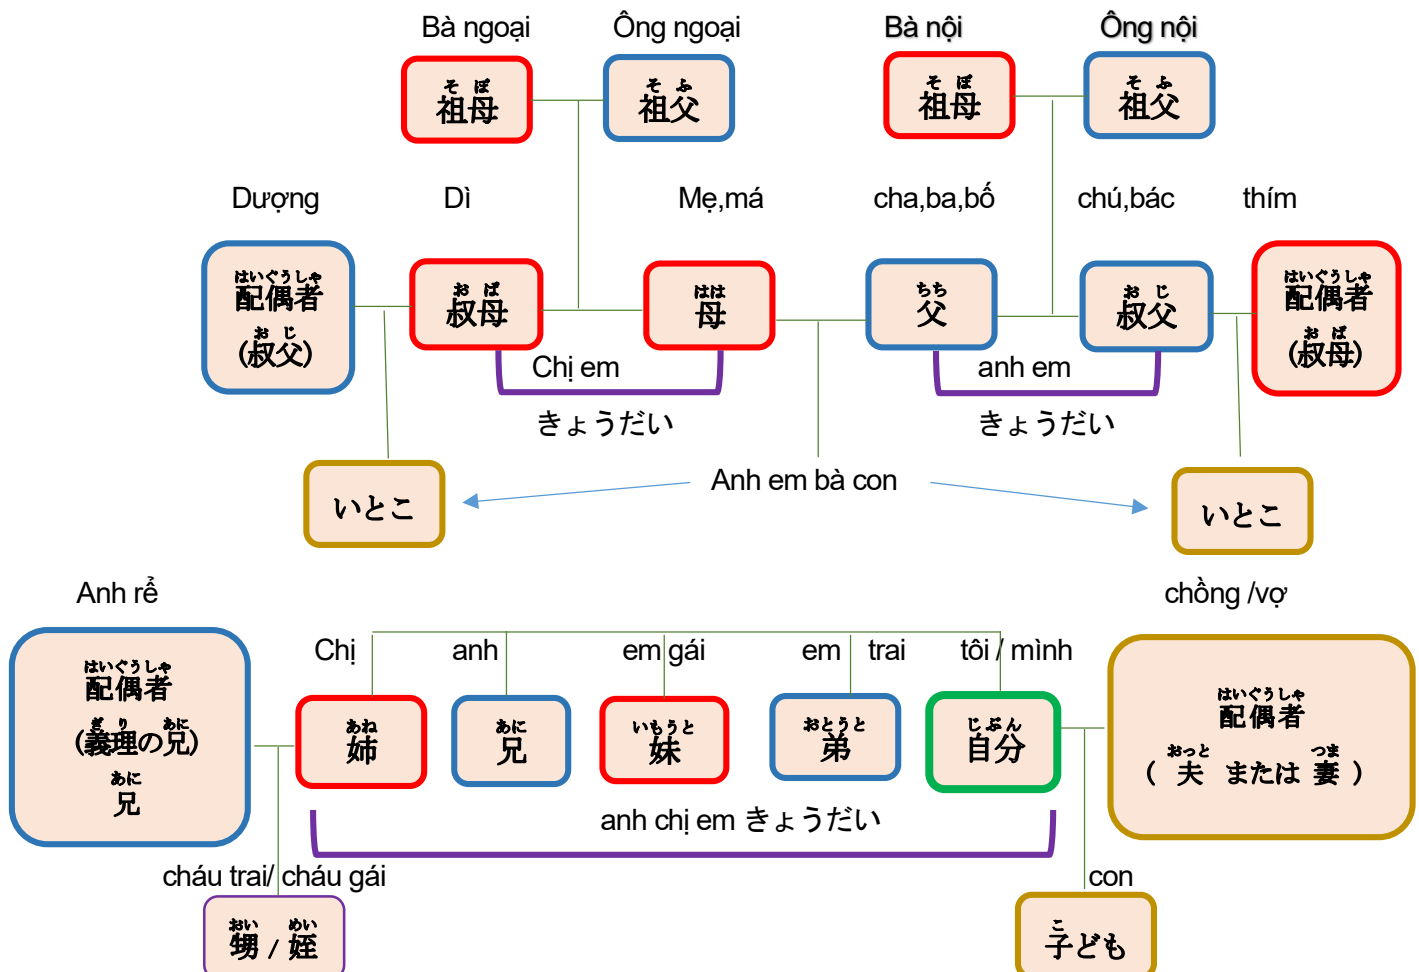 Bà ngoại Ông ngoại Bà nội Ông nội
そぼ そふ そぼ そふ
祖母 祖父 祖母 祖父
Dượng Dì Mẹ,má cha,ba,bố chú,bác thím
はいぐうしゃ おば はは ちち おじ はいぐうしゃ
配偶者 叔母 母 父 叔父 配偶者
おじ おば
(叔父) (叔母)
Chị em anh em
きょうだい きょうだい
Anh em bà con
いとこ いとこ
Anh rể chồng /vợ
Chị anh em gái em trai tôi / mình
はいぐうしゃ
配偶者
ぎり あに
(義理の兄)
あに
兄
あね あに いもうと おとうと じぶん
姉 兄 妹 弟 自分
はいぐうしゃ
配偶者
おっと つま
( 夫 または 妻 )
anh chị em きょうだい
cháu trai/ cháu gái con
おい めい こ
甥 / 姪 子ども